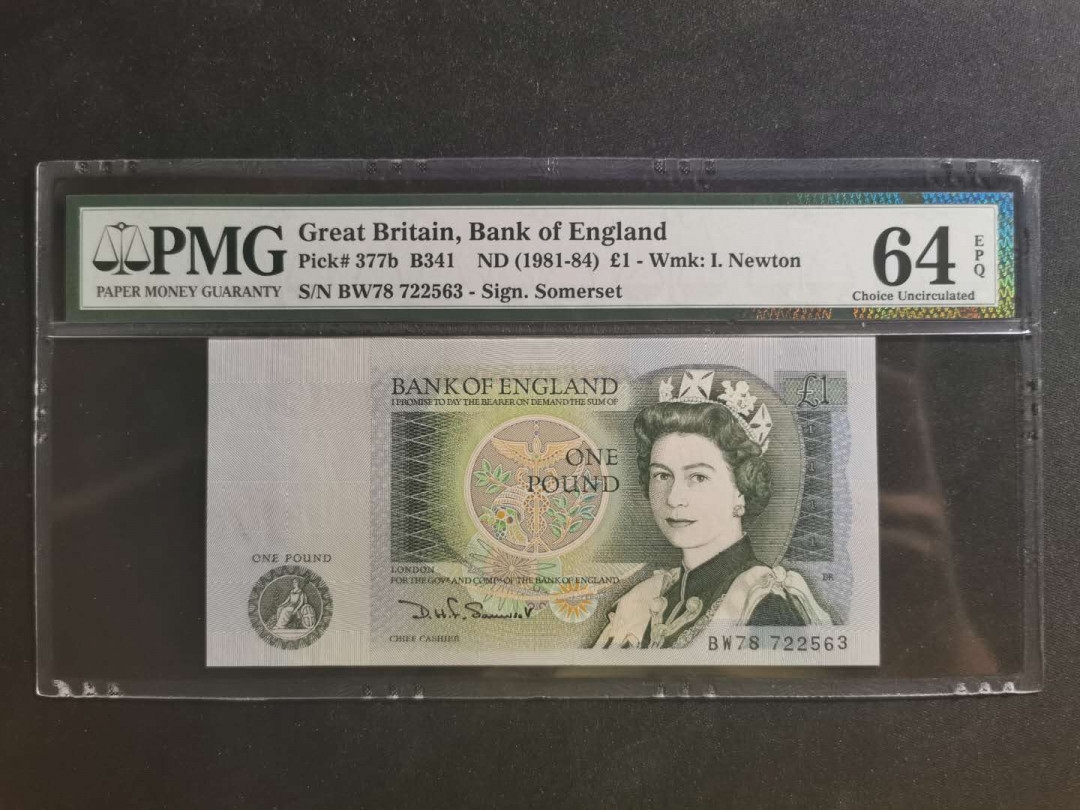 PMG
PAPER MONEY GUARANTY
Great Britain, Bank of England
Pick# 377b B341 ND (1981-84) £1 - Wmk: I. Newton
S/N BW78 722563 - Sign. Somerset
64
EPQ
Choice Uncirculated
BANK OF ENGLAND
I PROMISE TO PAY THE BEARER ON DEMAND THE SUM OF
£1
ONE
POUND
ONE POUND
LONDON
FOR THE GOVR AND COMPA OF THE BANK OF ENGLAND
D.H.F. Somerset
CHIEF CASHIER
BW78 722563